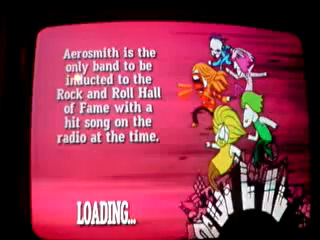 Aerosmith is the
only band to be
inducted to the
Rock and Roll Hall
of Fame with a
hit song on the
radio at the time.
LOADING...